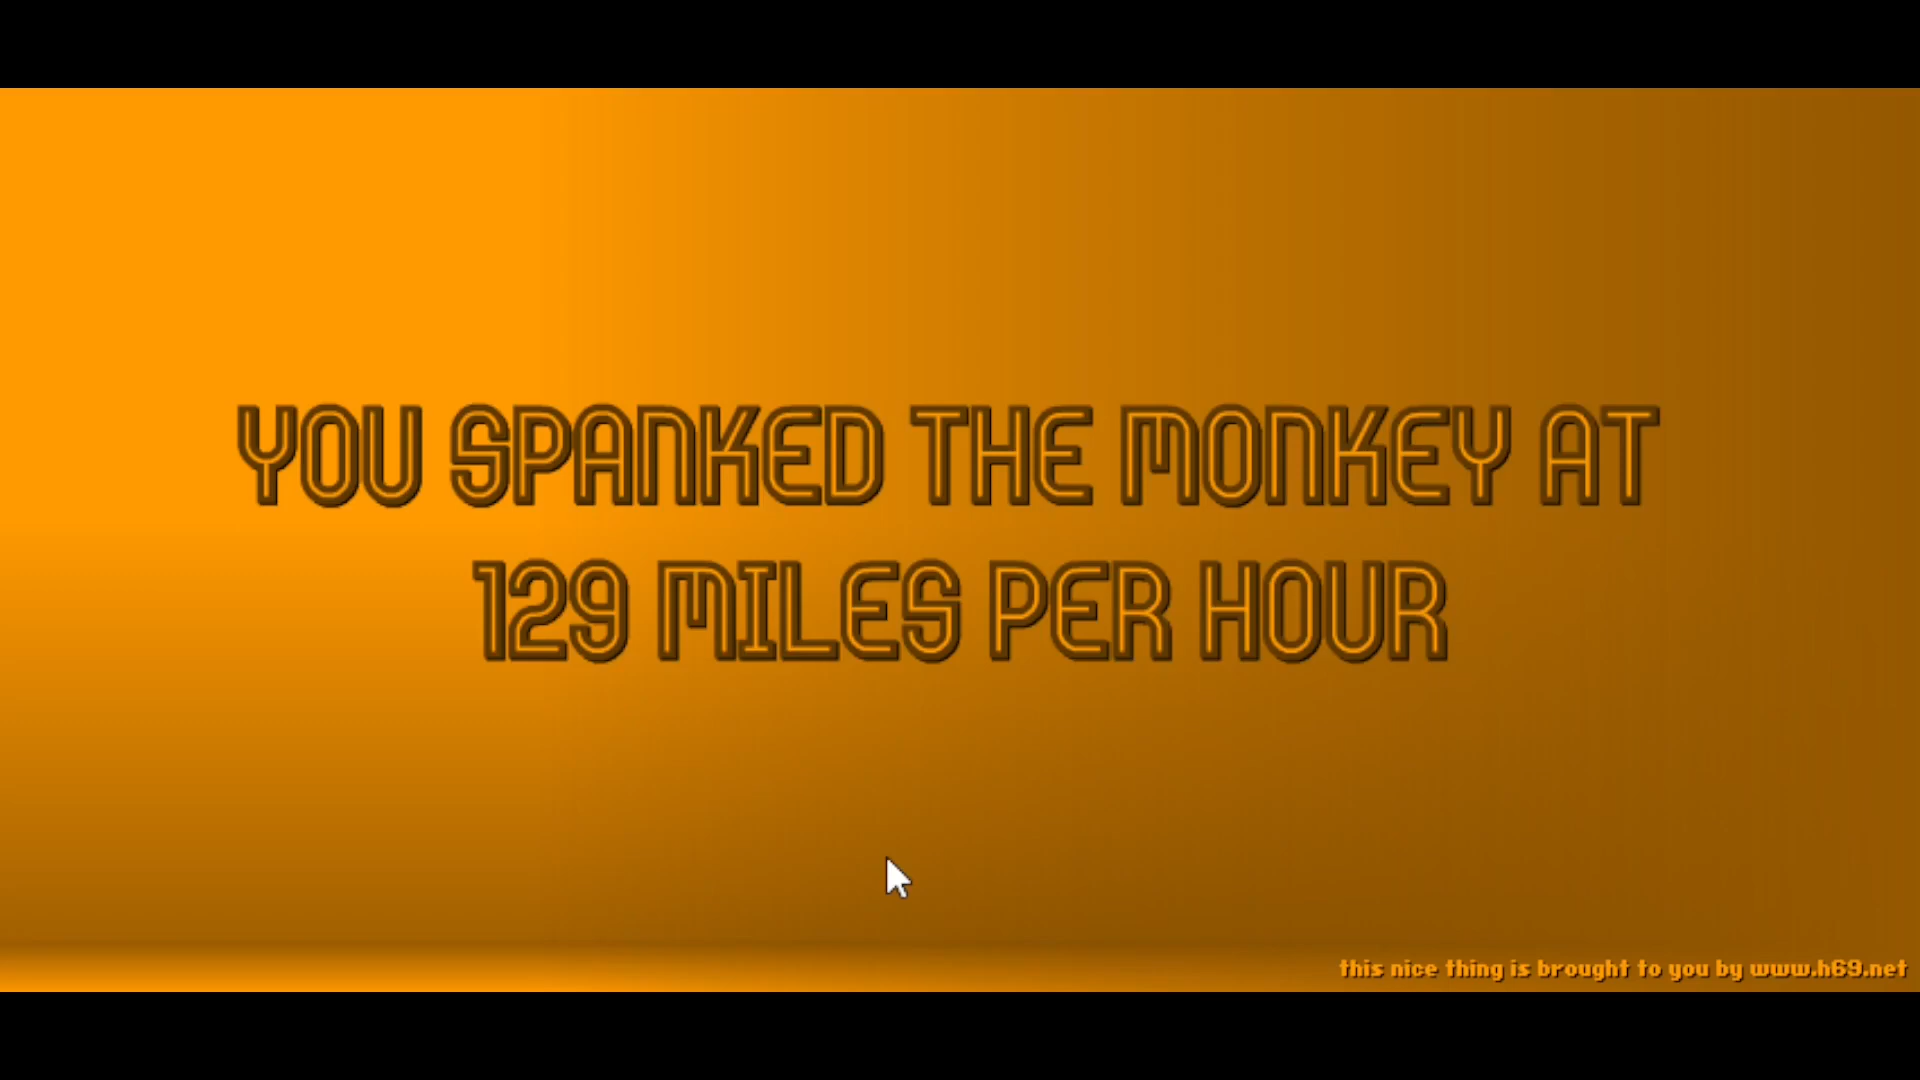 YOU SPANKED THE MONKEY AT
129 MILES PER HOUR
this nice thing is brought to you by www.h69.net